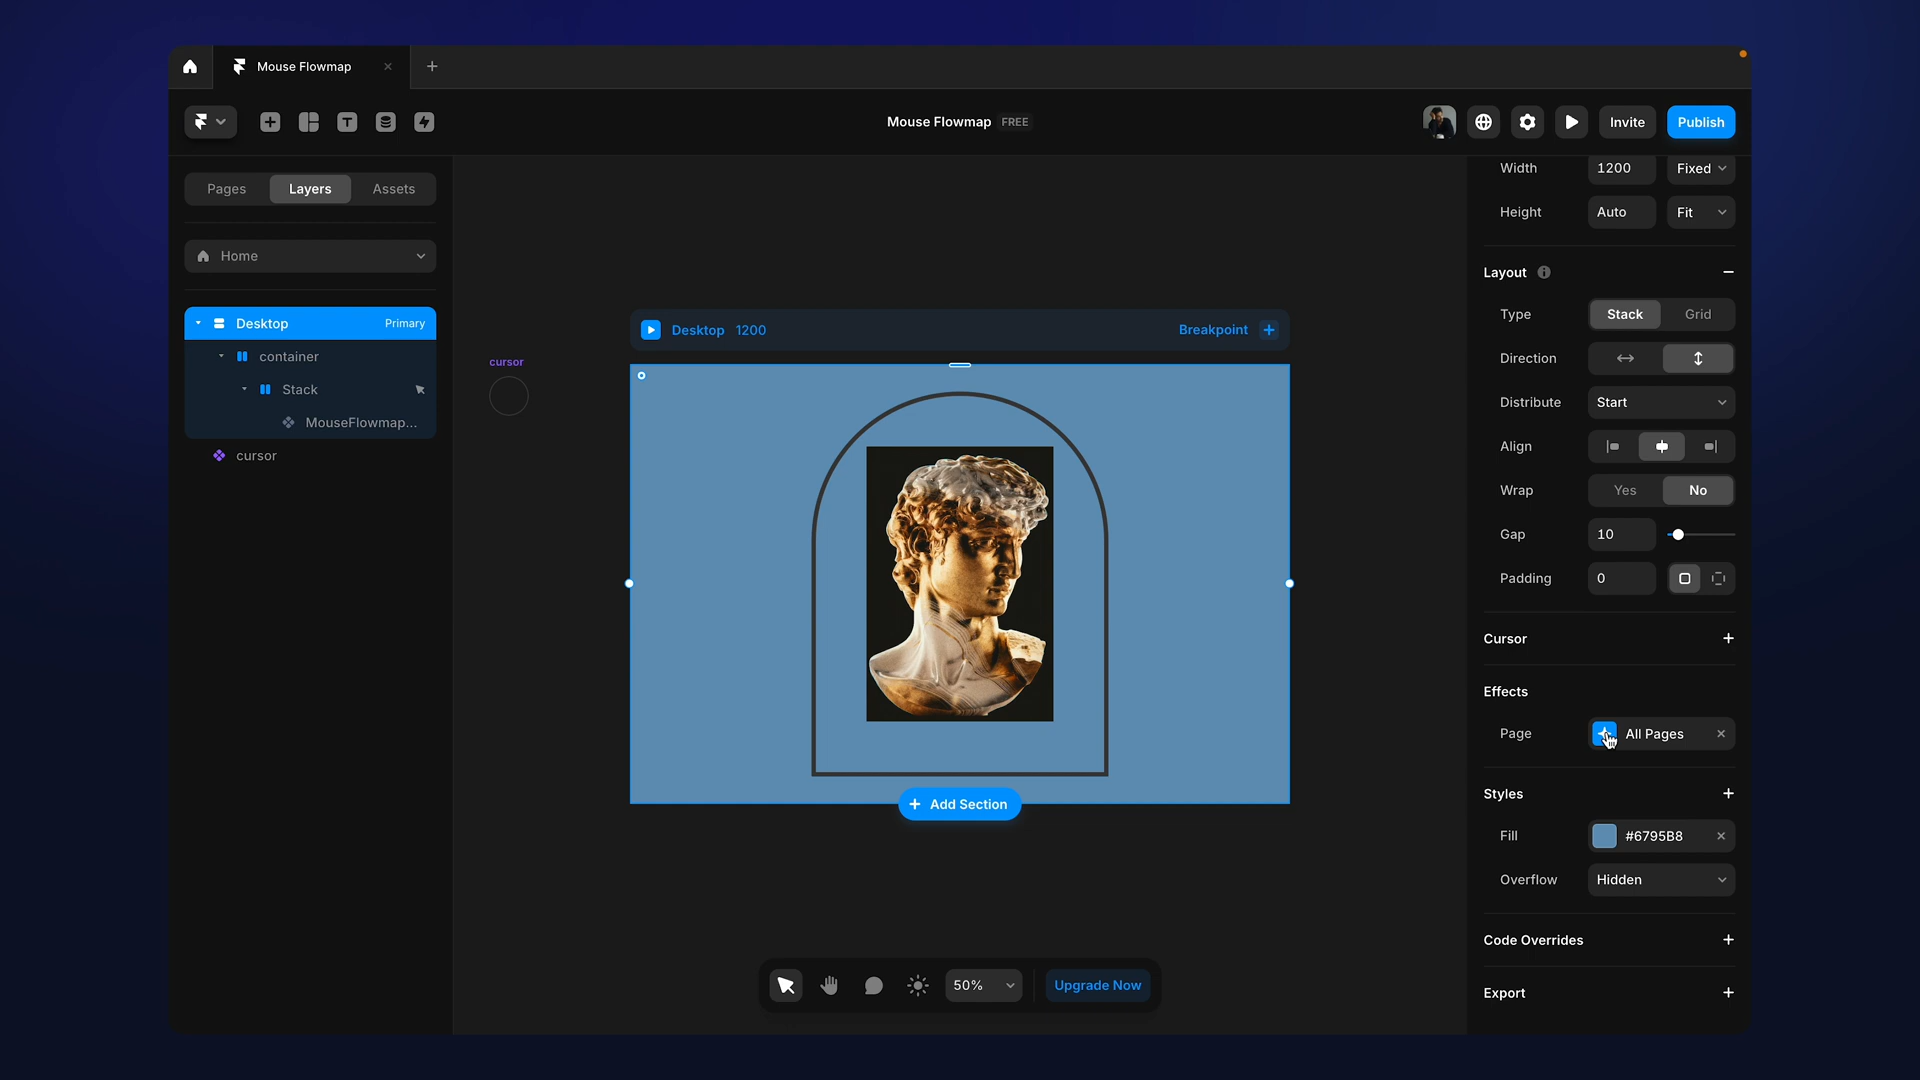 Mouse Flowmap
Mouse Flowmap FREE
Invite
Publish
Pages
Layers
Assets
Home
Desktop
Primary
container
Stack
MouseFlowmap...
cursor
cursor
Desktop 1200
Breakpoint
Add Section
50%
Upgrade Now
Width 1200 Fixed
Height Auto Fit
Layout
Type Stack Grid
Direction
Distribute Start
Align
Wrap Yes No
Gap 10
Padding 0
Cursor
Effects
Page All Pages
Styles
Fill #6795B8
Overflow Hidden
Code Overrides
Export